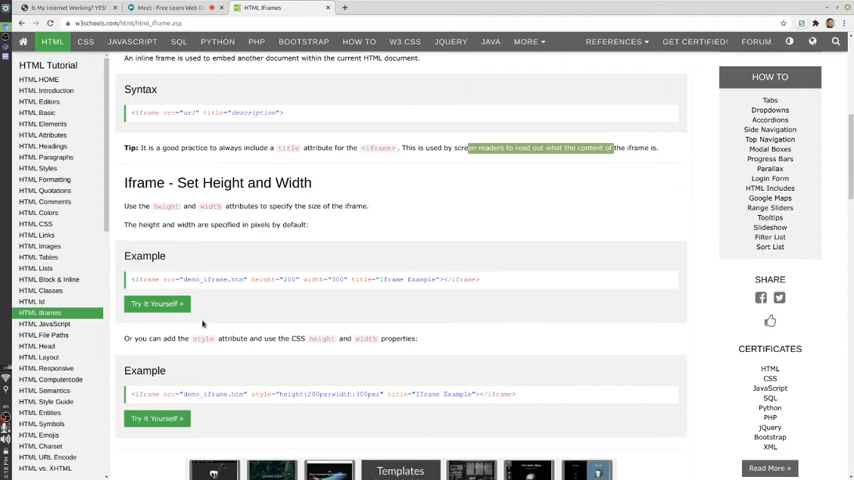 Is My Internet Working? YES!
Meet - Free Learn Web D
HTML Iframes
w3schools.com/html/html_iframe.asp
HTML CSS JAVASCRIPT SQL PYTHON PHP BOOTSTRAP HOW TO W3.CSS JQUERY JAVA MORE REFERENCES GET CERTIFIED! FORUM
HTML Tutorial
HTML HOME
HTML Introduction
HTML Editors
HTML Basic
HTML Elements
HTML Attributes
HTML Headings
HTML Paragraphs
HTML Styles
HTML Formatting
HTML Quotations
HTML Comments
HTML Colors
HTML CSS
HTML Links
HTML Images
HTML Tables
HTML Lists
HTML Block & Inline
HTML Classes
HTML Id
HTML Iframes
HTML JavaScript
HTML File Paths
HTML Head
HTML Layout
HTML Responsive
HTML Computercode
HTML Semantics
HTML Style Guide
HTML Entities
HTML Symbols
HTML Emojis
HTML Charset
HTML URL Encode
HTML vs. XHTML
An inline frame is used to embed another document within the current HTML document.
Syntax
<iframe src="url" title="description">
Tip: It is a good practice to always include a title attribute for the <iframe>. This is used by screen readers to read out what the content of the iframe is.
Iframe - Set Height and Width
Use the height and width attributes to specify the size of the iframe.
The height and width are specified in pixels by default:
Example
<iframe src="demo_iframe.htm" height="200" width="300" title="Iframe Example"></iframe>
Try it Yourself »
Or you can add the style attribute and use the CSS height and width properties:
Example
<iframe src="demo_iframe.htm" style="height:200px;width:300px;" title="Iframe Example"></iframe>
Try it Yourself »
Templates
HOW TO
Tabs
Dropdowns
Accordions
Side Navigation
Top Navigation
Modal Boxes
Progress Bars
Parallax
Login Form
HTML Includes
Google Maps
Range Sliders
Tooltips
Slideshow
Filter List
Sort List
SHARE
CERTIFICATES
HTML
CSS
JavaScript
SQL
Python
PHP
jQuery
Bootstrap
XML
Read More »